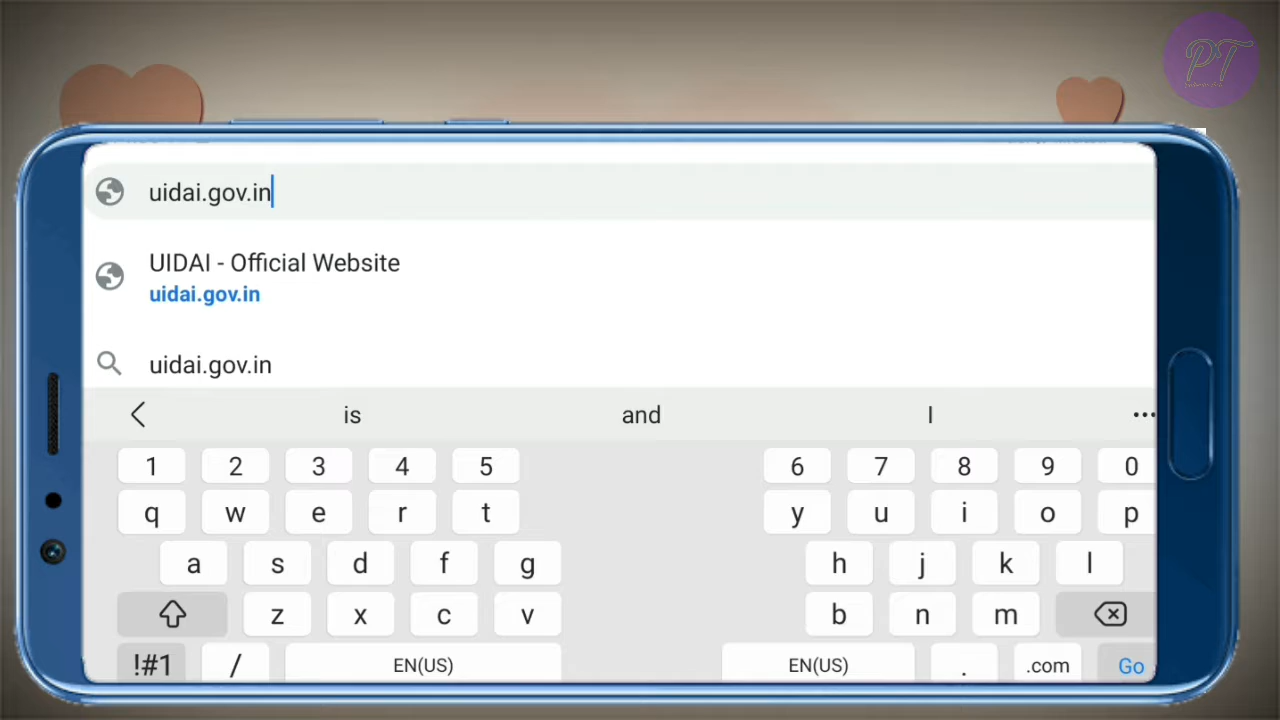 PT
uidai.gov.in
UIDAI - Official Website
uidai.gov.in
uidai.gov.in
is and I ...
1 2 3 4 5 6 7 8 9 0
q w e r t y u i o p
a s d f g h j k l
z x c v b n m
!#1 / EN(US) EN(US) . .com Go